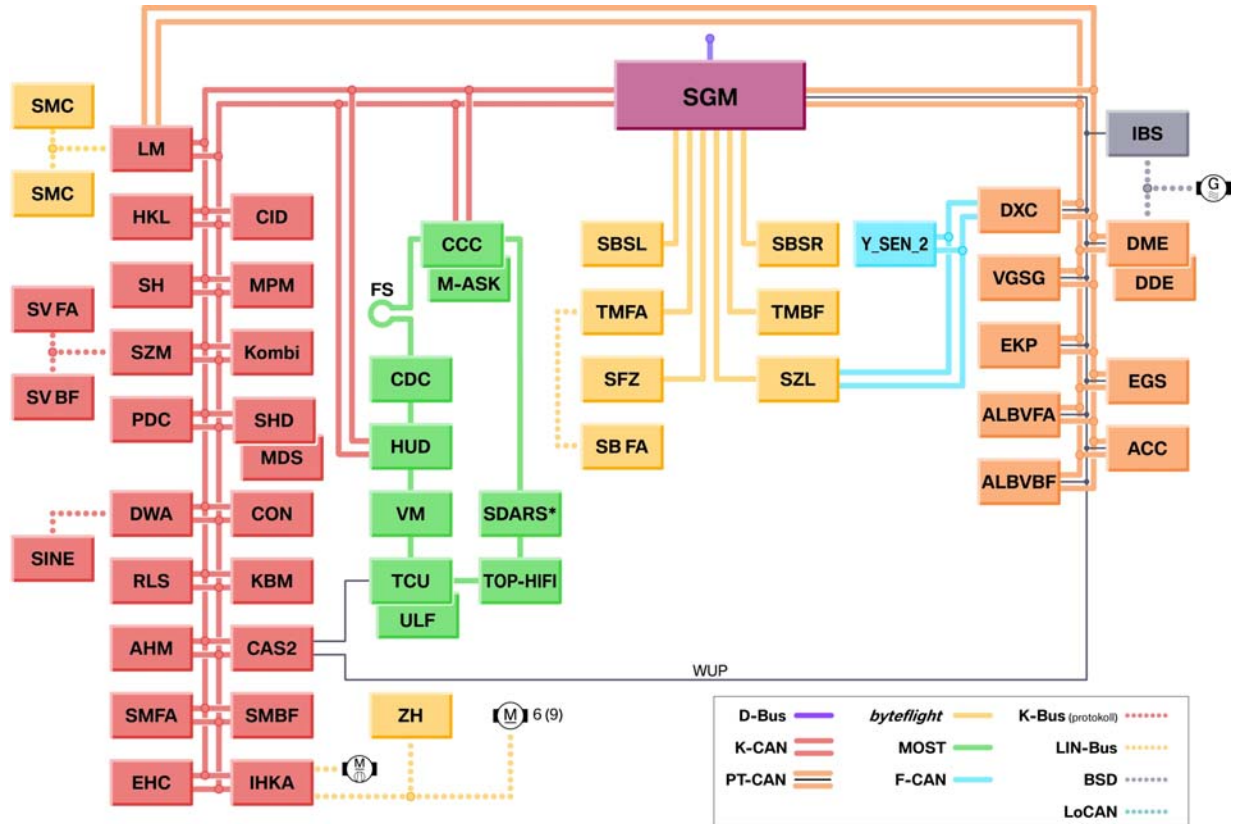 SGM
SMC
SMC
LM
IBS
G
HKL
CID
DXC
CCC
M-ASK
SBSL
SBSR
Y_SEN_2
DME
DDE
SH
MPM
VGSG
FS
SV FA
SV BF
TMFA
TMBF
SZM
Kombi
EKP
CDC
SFZ
SZL
EGS
PDC
SHD
MDS
ALBVFA
HUD
SB FA
ACC
ALBVBF
DWA
CON
VM
SDARS*
SINE
RLS
KBM
TCU
ULF
TOP-HIFI
AHM
CAS2
WUP
SMFA
SMBF
ZH
M 6 (9)
EHC
IHKA
M
D-Bus
byteflight
K-Bus (protokoll)
K-CAN
MOST
LIN-Bus
PT-CAN
F-CAN
BSD
LoCAN